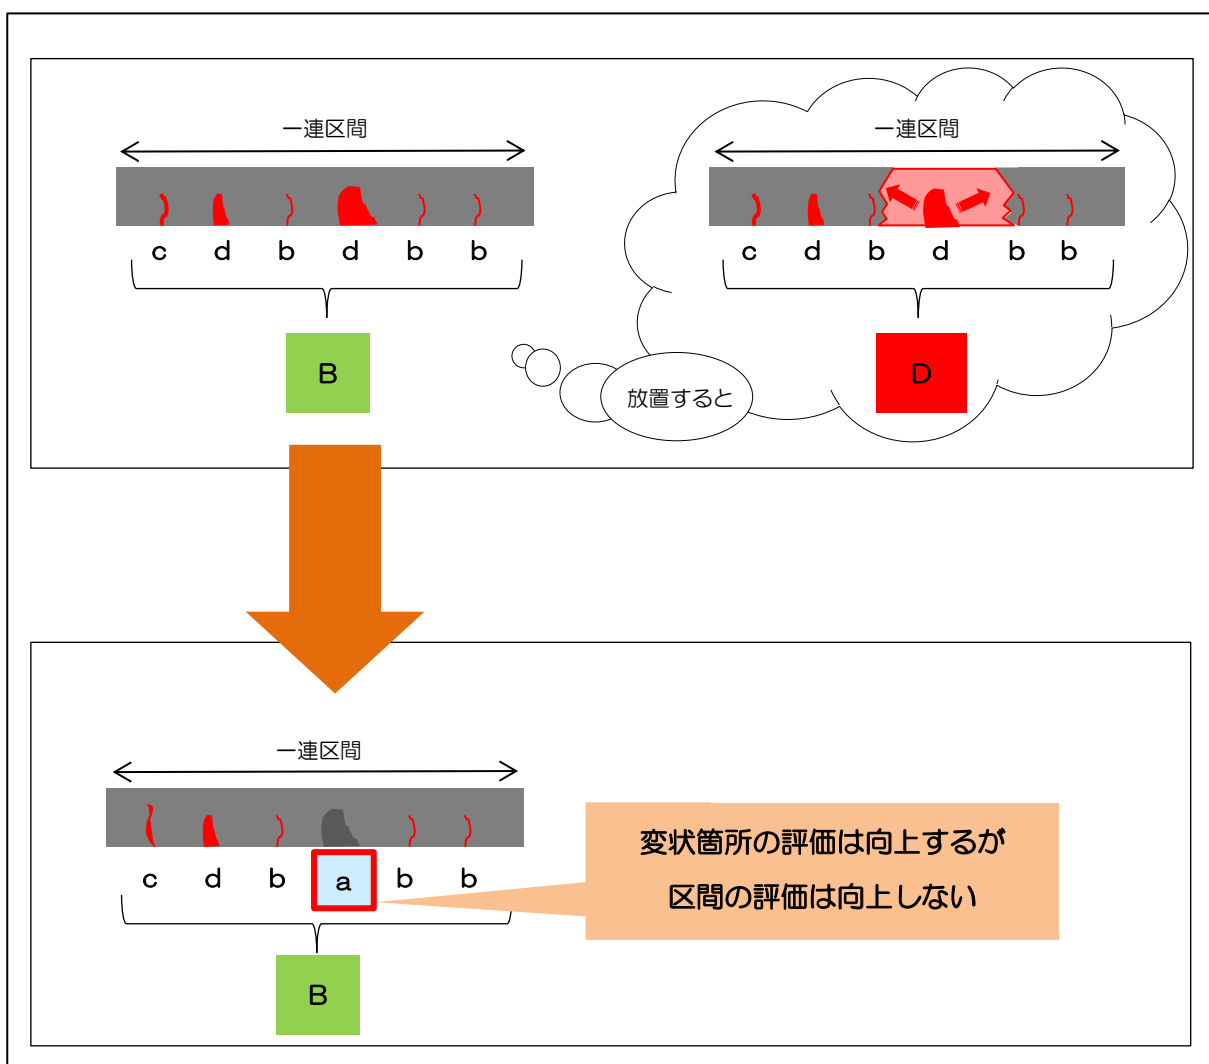 一連区間
c d b d b b
B
一連区間
c d b d b b
D
放置すると
一連区間
c d b a b b
B
変状箇所の評価は向上するが
区間の評価は向上しない